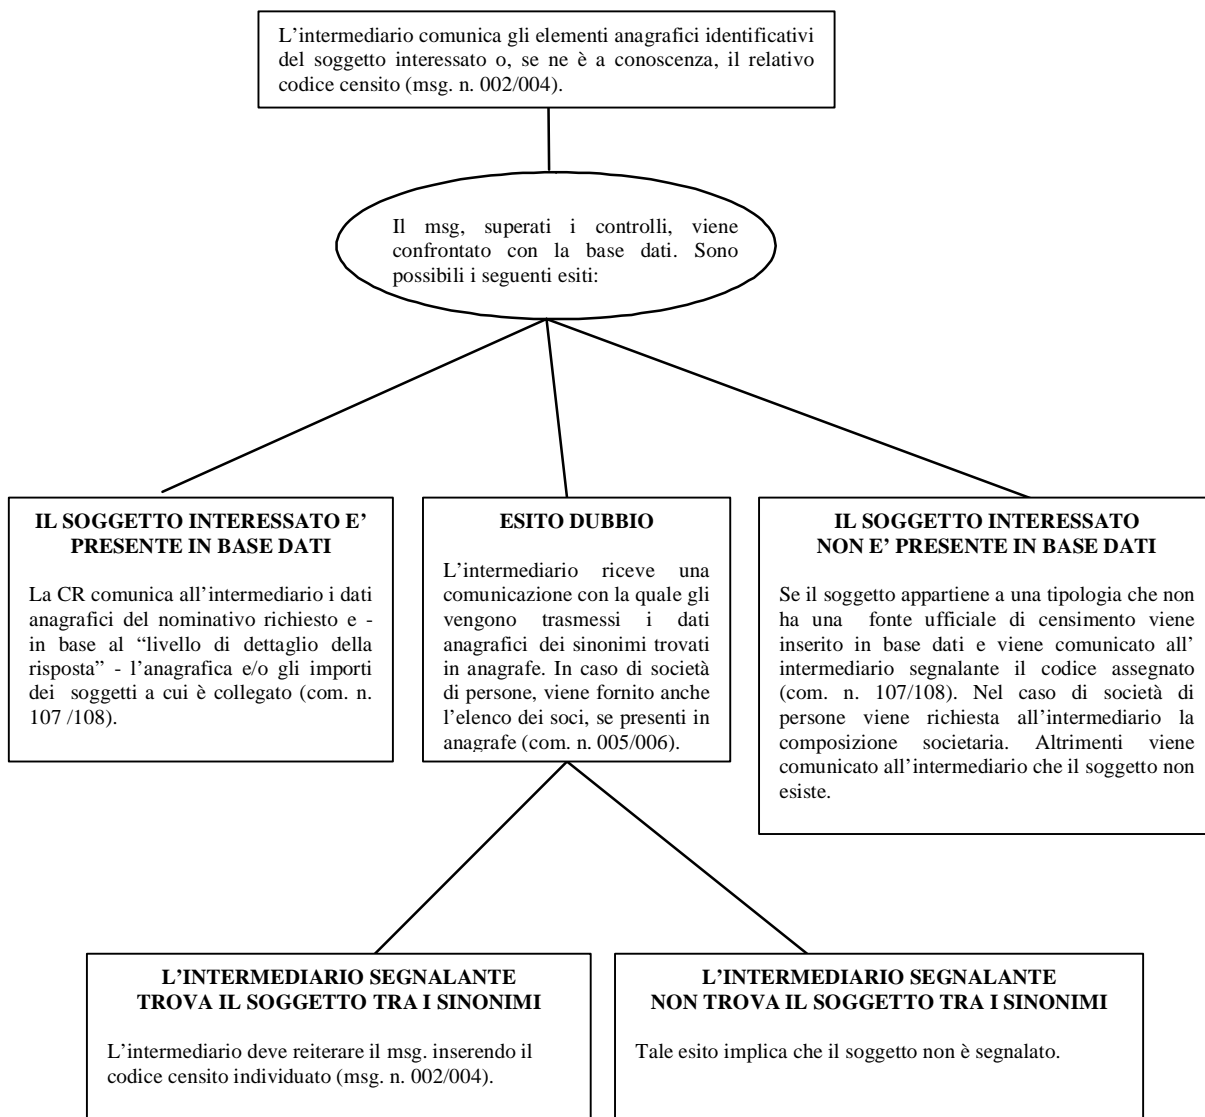 L’intermediario comunica gli elementi anagrafici identificativi
del soggetto interessato o, se ne è a conoscenza, il relativo
codice censito (msg. n. 002/004).
Il msg, superati i controlli, viene
confrontato con la base dati. Sono
possibili i seguenti esiti:
IL SOGGETTO INTERESSATO E’
PRESENTE IN BASE DATI
La CR comunica all’intermediario i dati
anagrafici del nominativo richiesto e -
in base al “livello di dettaglio della
risposta” - l’anagrafica e/o gli importi
dei soggetti a cui è collegato (com. n.
107 /108).
ESITO DUBBIO
L’intermediario riceve una
comunicazione con la quale gli
vengono trasmessi i dati
anagrafici dei sinonimi trovati
in anagrafe. In caso di società
di persone, viene fornito anche
l’elenco dei soci, se presenti in
anagrafe (com. n. 005/006).
IL SOGGETTO INTERESSATO
NON E’ PRESENTE IN BASE DATI
Se il soggetto appartiene a una tipologia che non
ha una fonte ufficiale di censimento viene
inserito in base dati e viene comunicato all’
intermediario segnalante il codice assegnato
(com. n. 107/108). Nel caso di società di
persone viene richiesta all’intermediario la
composizione societaria. Altrimenti viene
comunicato all’intermediario che il soggetto non
esiste.
L’INTERMEDIARIO SEGNALANTE
TROVA IL SOGGETTO TRA I SINONIMI
L’intermediario deve reiterare il msg. inserendo il
codice censito individuato (msg. n. 002/004).
L’INTERMEDIARIO SEGNALANTE
NON TROVA IL SOGGETTO TRA I SINONIMI
Tale esito implica che il soggetto non è segnalato.